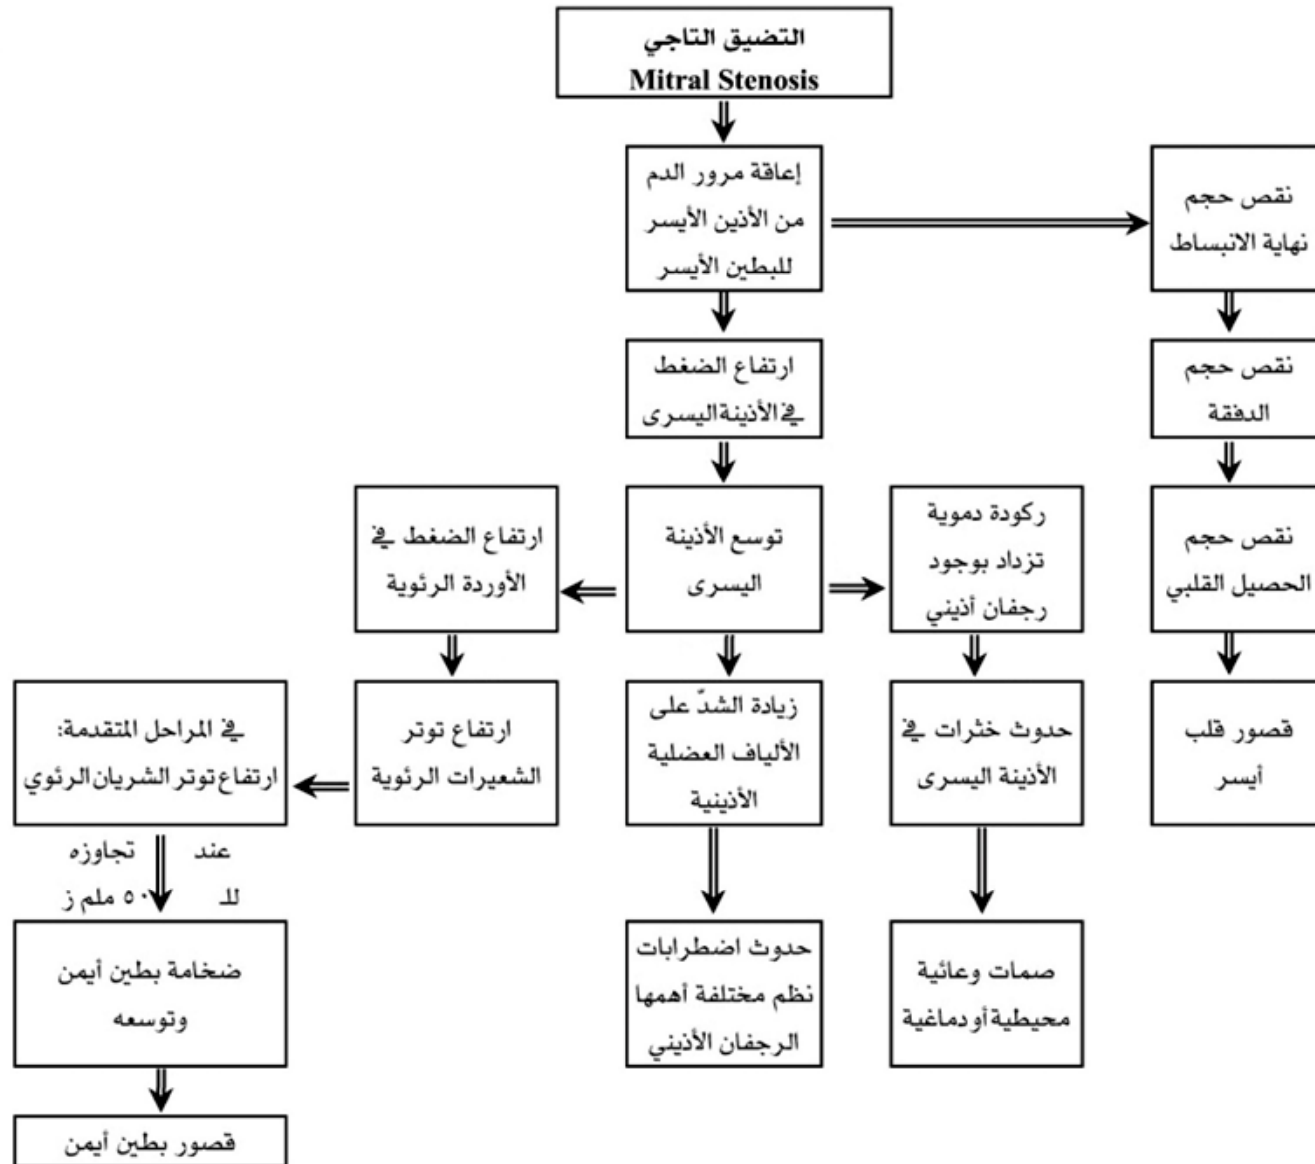 التضيق التاجي
Mitral Stenosis
إعاقة مرور الدم
من الأذين الأيسر
للبطين الأيسر
نقص حجم
نهاية الانبساط
ارتفاع الضغط
في الأذينة اليسرى
نقص حجم
الدفقة
توسع الأذينة
اليسرى
ركودة دموية
تزداد بوجود
رجفان أذيني
نقص حجم
الحصيل القلبي
ارتفاع الضغط في
الأوردة الرئوية
زيادة الشدّ على
الألياف العضلية
الأذينية
حدوث خثرات في
الأذينة اليسرى
قصور قلب
أيسر
ارتفاع توتر
الشعيرات الرئوية
في المراحل المتقدمة:
ارتفاع توتر الشريان الرئوي
عند تجاوزه
للـ ٥٠ ملم ز
حدوث اضطرابات
نظم مختلفة أهمها
الرجفان الأذيني
صمات وعائية
محيطية أو دماغية
ضخامة بطين أيمن
وتوسعه
قصور بطين أيمن